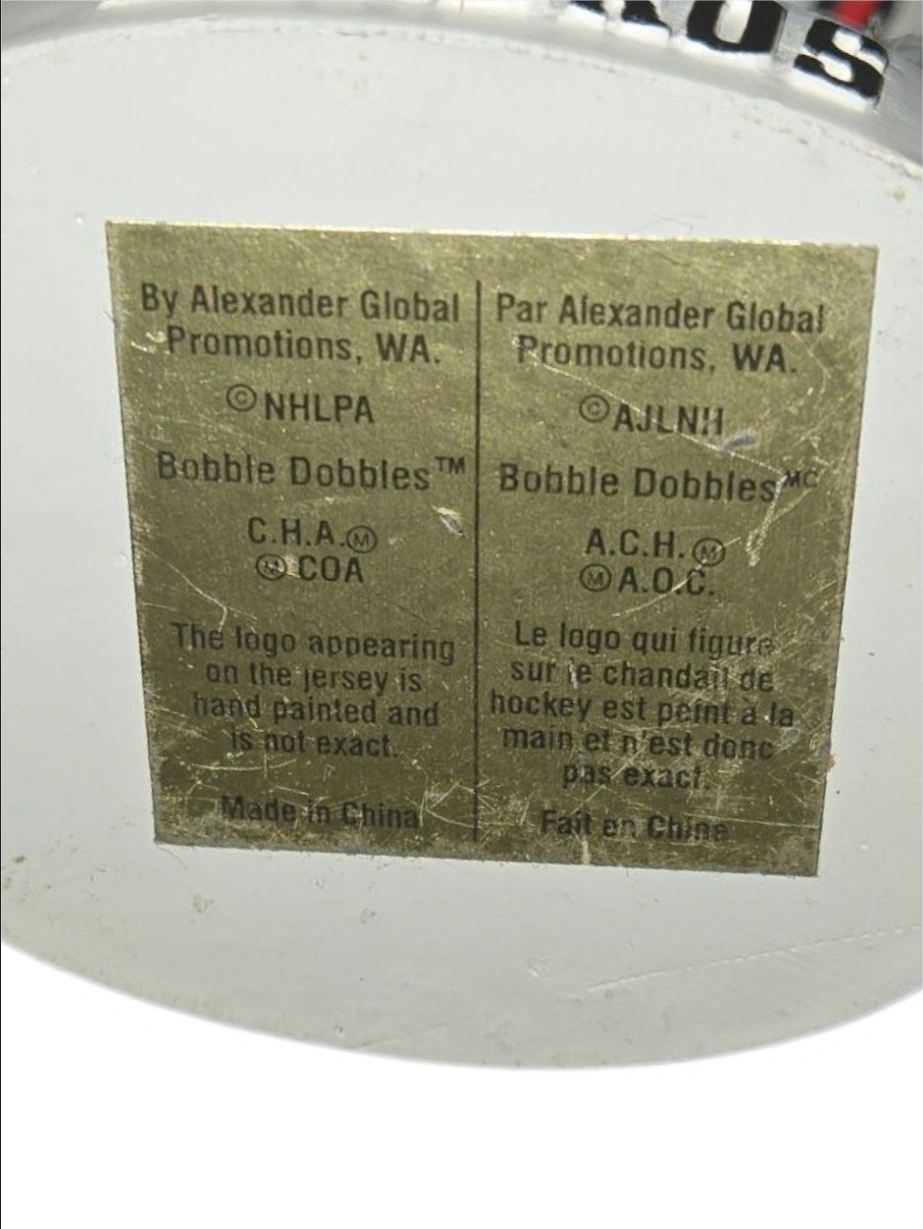 By Alexander Global
Promotions, WA.
©NHLPA
Bobble Dobbles™
C.H.A.Ⓜ
Ⓜ COA
The logo appearing
on the jersey is
hand painted and
is not exact.
Made in China
Par Alexander Global
Promotions, WA.
©AJLNH
Bobble Dobbles MC
A.C.H.Ⓜ
Ⓜ A.O.C.
Le logo qui figure
sur le chandail de
hockey est peint à la
main et n'est donc
pas exact.
Fait en Chine